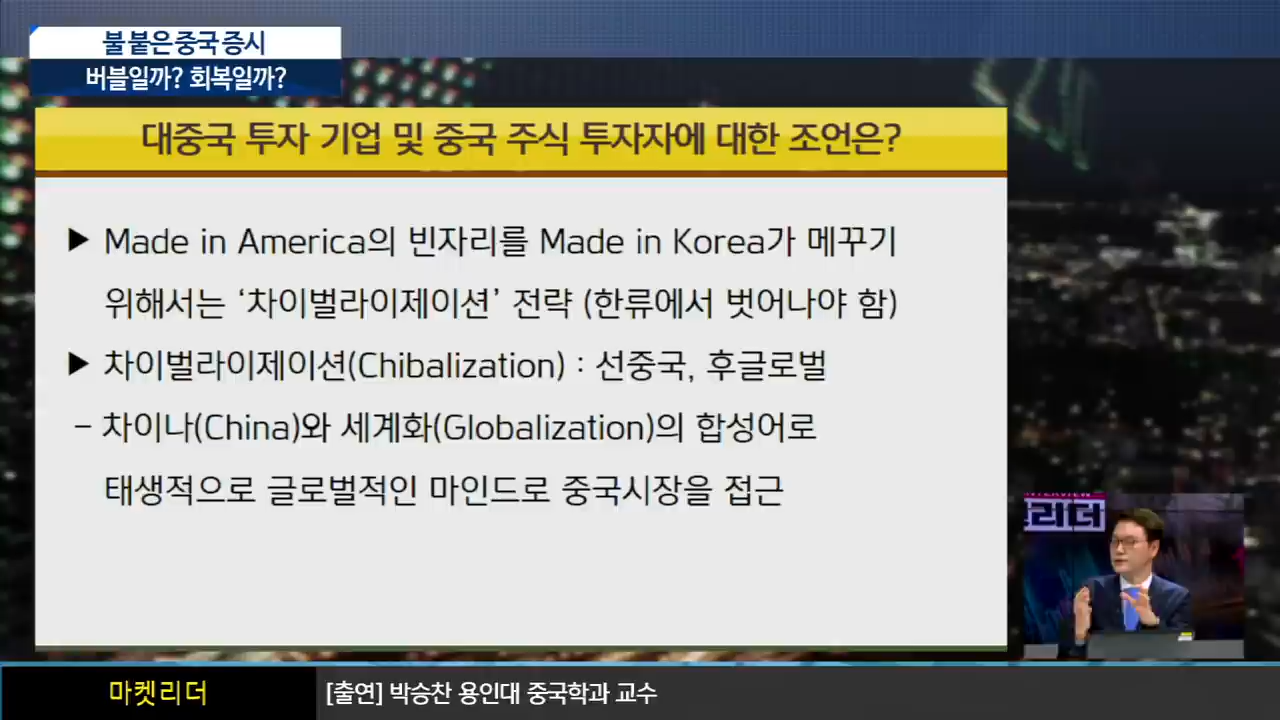 불 붙은 중국 증시
버블일까? 회복일까?
대중국 투자 기업 및 중국 주식 투자자에 대한 조언은?
▶ Made in America의 빈자리를 Made in Korea가 메꾸기
위해서는 ‘차이벌라이제이션’ 전략 (한류에서 벗어나야 함)
▶ 차이벌라이제이션(Chibalization) : 선중국, 후글로벌
– 차이나(China)와 세계화(Globalization)의 합성어로
태생적으로 글로벌적인 마인드로 중국시장을 접근
INTERVIEW
리더
마켓리더
[출연] 박승찬 용인대 중국학과 교수